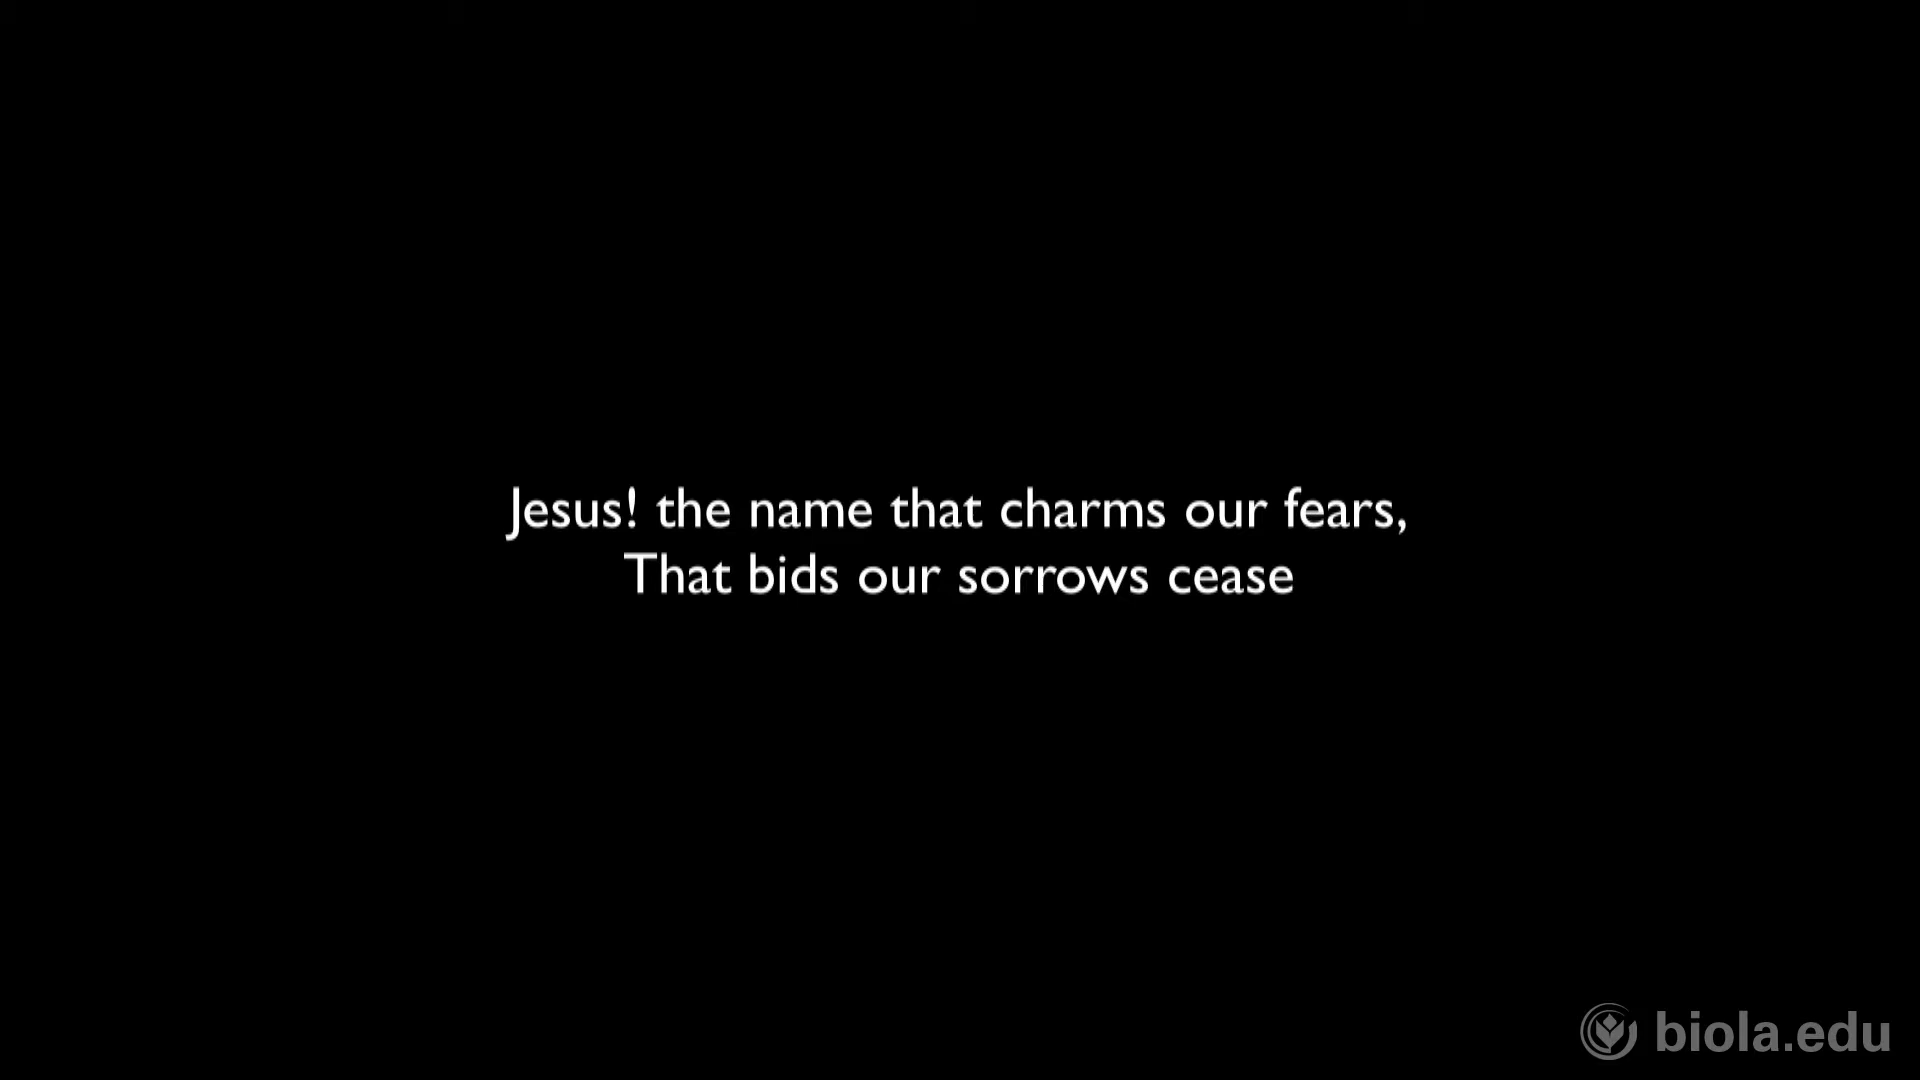 Jesus! the name that charms our fears,
That bids our sorrows cease
biola.edu